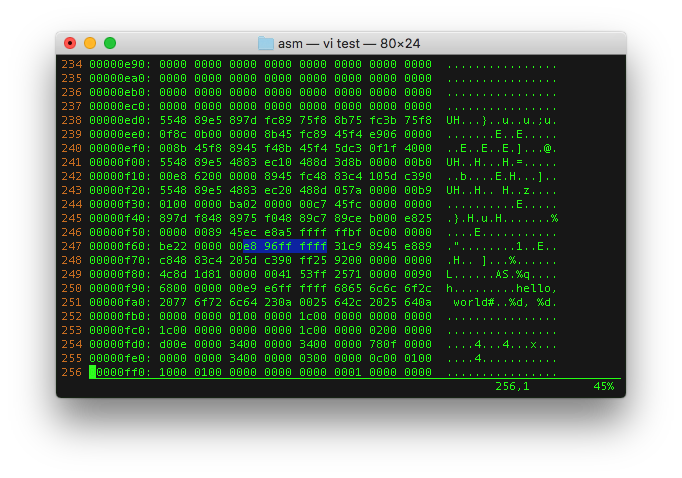 asm — vi test — 80×24
234 00000e90: 0000 0000 0000 0000 0000 0000 0000 0000  ................
235 00000ea0: 0000 0000 0000 0000 0000 0000 0000 0000  ................
236 00000eb0: 0000 0000 0000 0000 0000 0000 0000 0000  ................
237 00000ec0: 0000 0000 0000 0000 0000 0000 0000 0000  ................
238 00000ed0: 5548 89e5 897d fc89 75f8 8b75 fc3b 75f8  UH...}..u..u.;u.
239 00000ee0: 0f8c 0b00 0000 8b45 fc89 45f4 e906 0000  .......E..E.....
240 00000ef0: 008b 45f8 8945 f48b 45f4 5dc3 0f1f 4000  ..E..E..E.]...@.
241 00000f00: 5548 89e5 4883 ec10 488d 3d8b 0000 00b0  UH..H...H.=.....
242 00000f10: 00e8 6200 0000 8945 fc48 83c4 105d c390  ..b....E.H...]..
243 00000f20: 5548 89e5 4883 ec20 488d 057a 0000 00b9  UH..H.. H..z....
244 00000f30: 0100 0000 ba02 0000 00c7 45fc 0000 0000  ..........E.....
245 00000f40: 897d f848 8975 f048 89c7 89ce b000 e825  .}.H.u.H.......%
246 00000f50: 0000 0089 45ec e8a5 ffff ffbf 0c00 0000  ....E...........
247 00000f60: be22 0000 00e8 96ff ffff 31c9 8945 e889  ."........1..E..
248 00000f70: c848 83c4 205d c390 ff25 9200 0000 0000  .H.. ]...%......
249 00000f80: 4c8d 1d81 0000 0041 53ff 2571 0000 0090  L......AS.%q....
250 00000f90: 6800 0000 00e9 e6ff ffff 6865 6c6c 6f2c  h.........hello,
251 00000fa0: 2077 6f72 6c64 230a 0025 642c 2025 640a   world#..%d, %d.
252 00000fb0: 0000 0000 0100 0000 1c00 0000 0000 0000  ................
253 00000fc0: 1c00 0000 0000 0000 1c00 0000 0200 0000  ................
254 00000fd0: d00e 0000 3400 0000 3400 0000 780f 0000  ....4...4...x...
255 00000fe0: 0000 0000 3400 0000 0300 0000 0c00 0100  ....4...........
256 00000ff0: 1000 0100 0000 0000 0000 0001 0000 0000  ................
256,1 45%